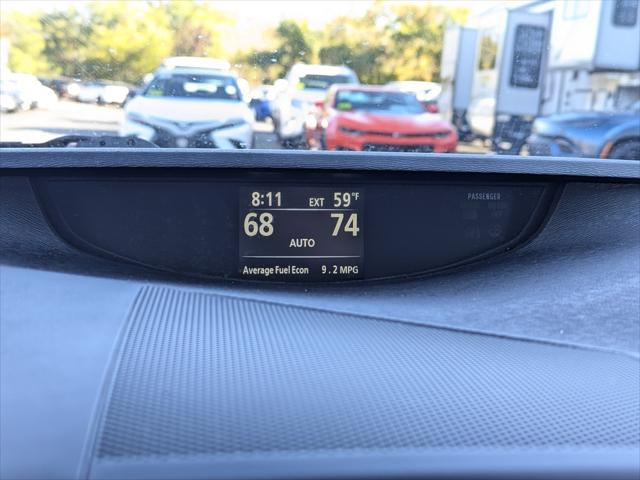 8:11 EXT 59°F
PASSENGER
68 74
AUTO
Average Fuel Econ 9.2 MPG